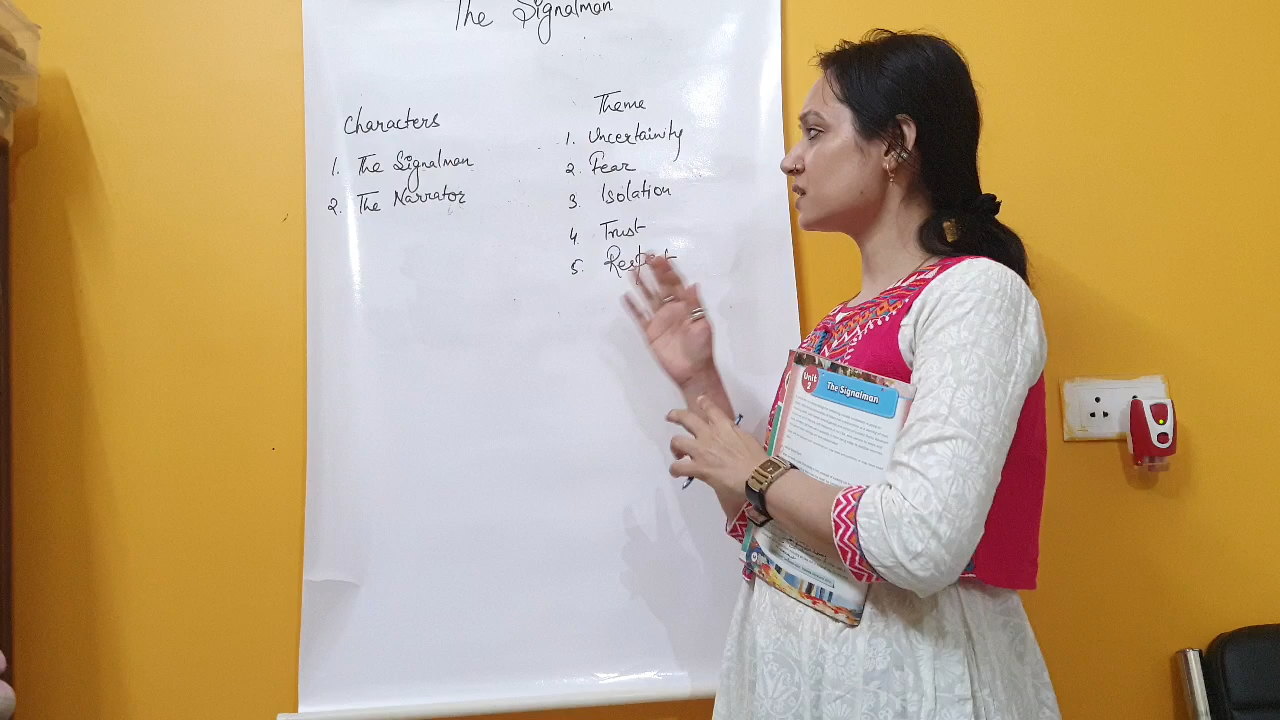 The Signalman
Characters
1. The Signalman
2. The Narrator
Theme
1. Uncertainity
2. Fear
3. Isolation
4. Trust
5. Respect
Unit
2
The Signalman